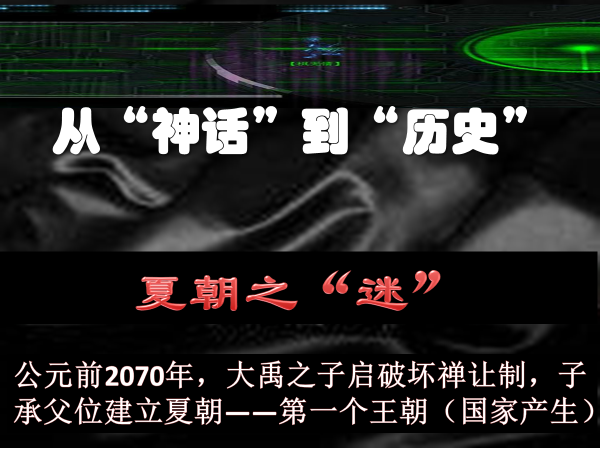 从“神话”到“历史”
夏朝之“迷”
公元前2070年，大禹之子启破坏禅让制，子
承父位建立夏朝——第一个王朝（国家产生）